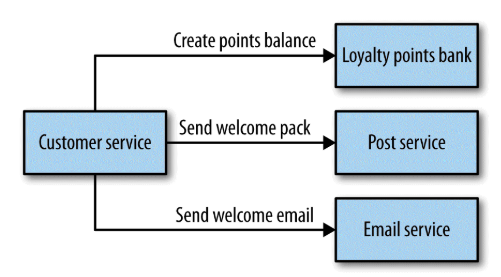 Create points balance
Loyalty points bank
Customer service
Send welcome pack
Post service
Send welcome email
Email service